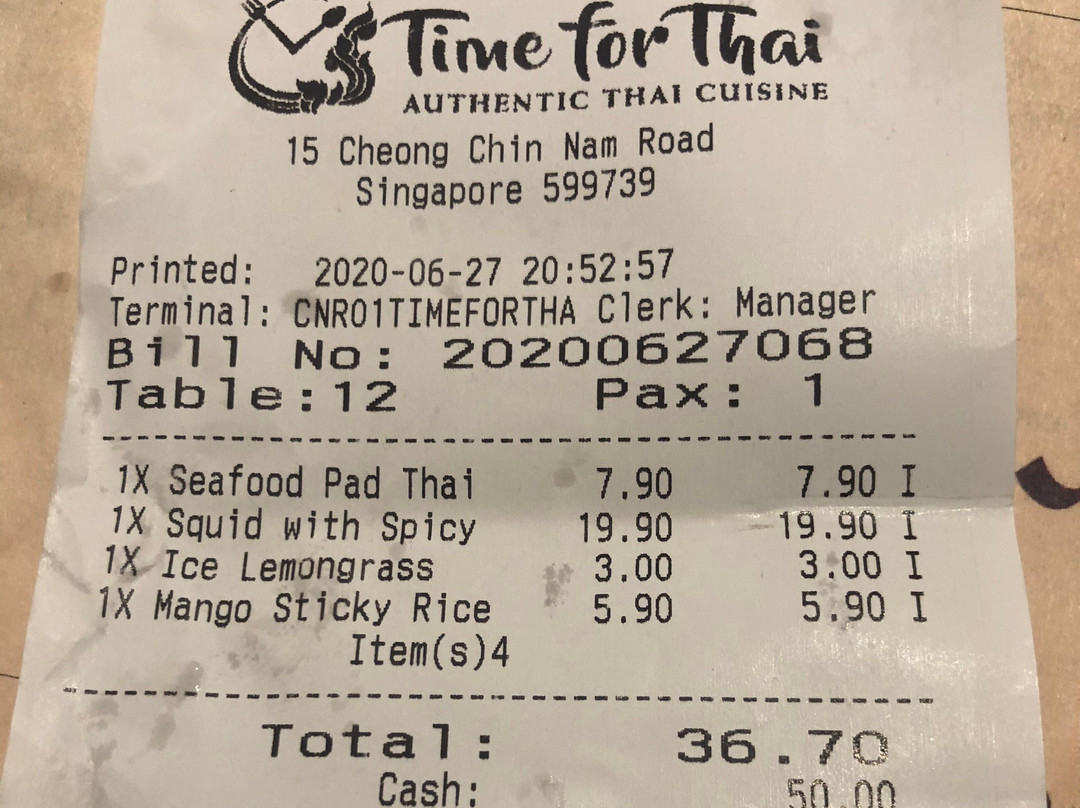 Time for Thai
AUTHENTIC THAI CUISINE
15 Cheong Chin Nam Road
Singapore 599739
Printed: 2020-06-27 20:52:57
Terminal: CNR01TIMEFORTHA Clerk: Manager
Bill No: 20200627068
Table:12 Pax: 1
1X Seafood Pad Thai 7.90 7.90 I
1X Squid with Spicy 19.90 19.90 I
1X Ice Lemongrass 3.00 3.00 I
1X Mango Sticky Rice 5.90 5.90 I
Item(s)4
Total: 36.70
Cash: 50.00